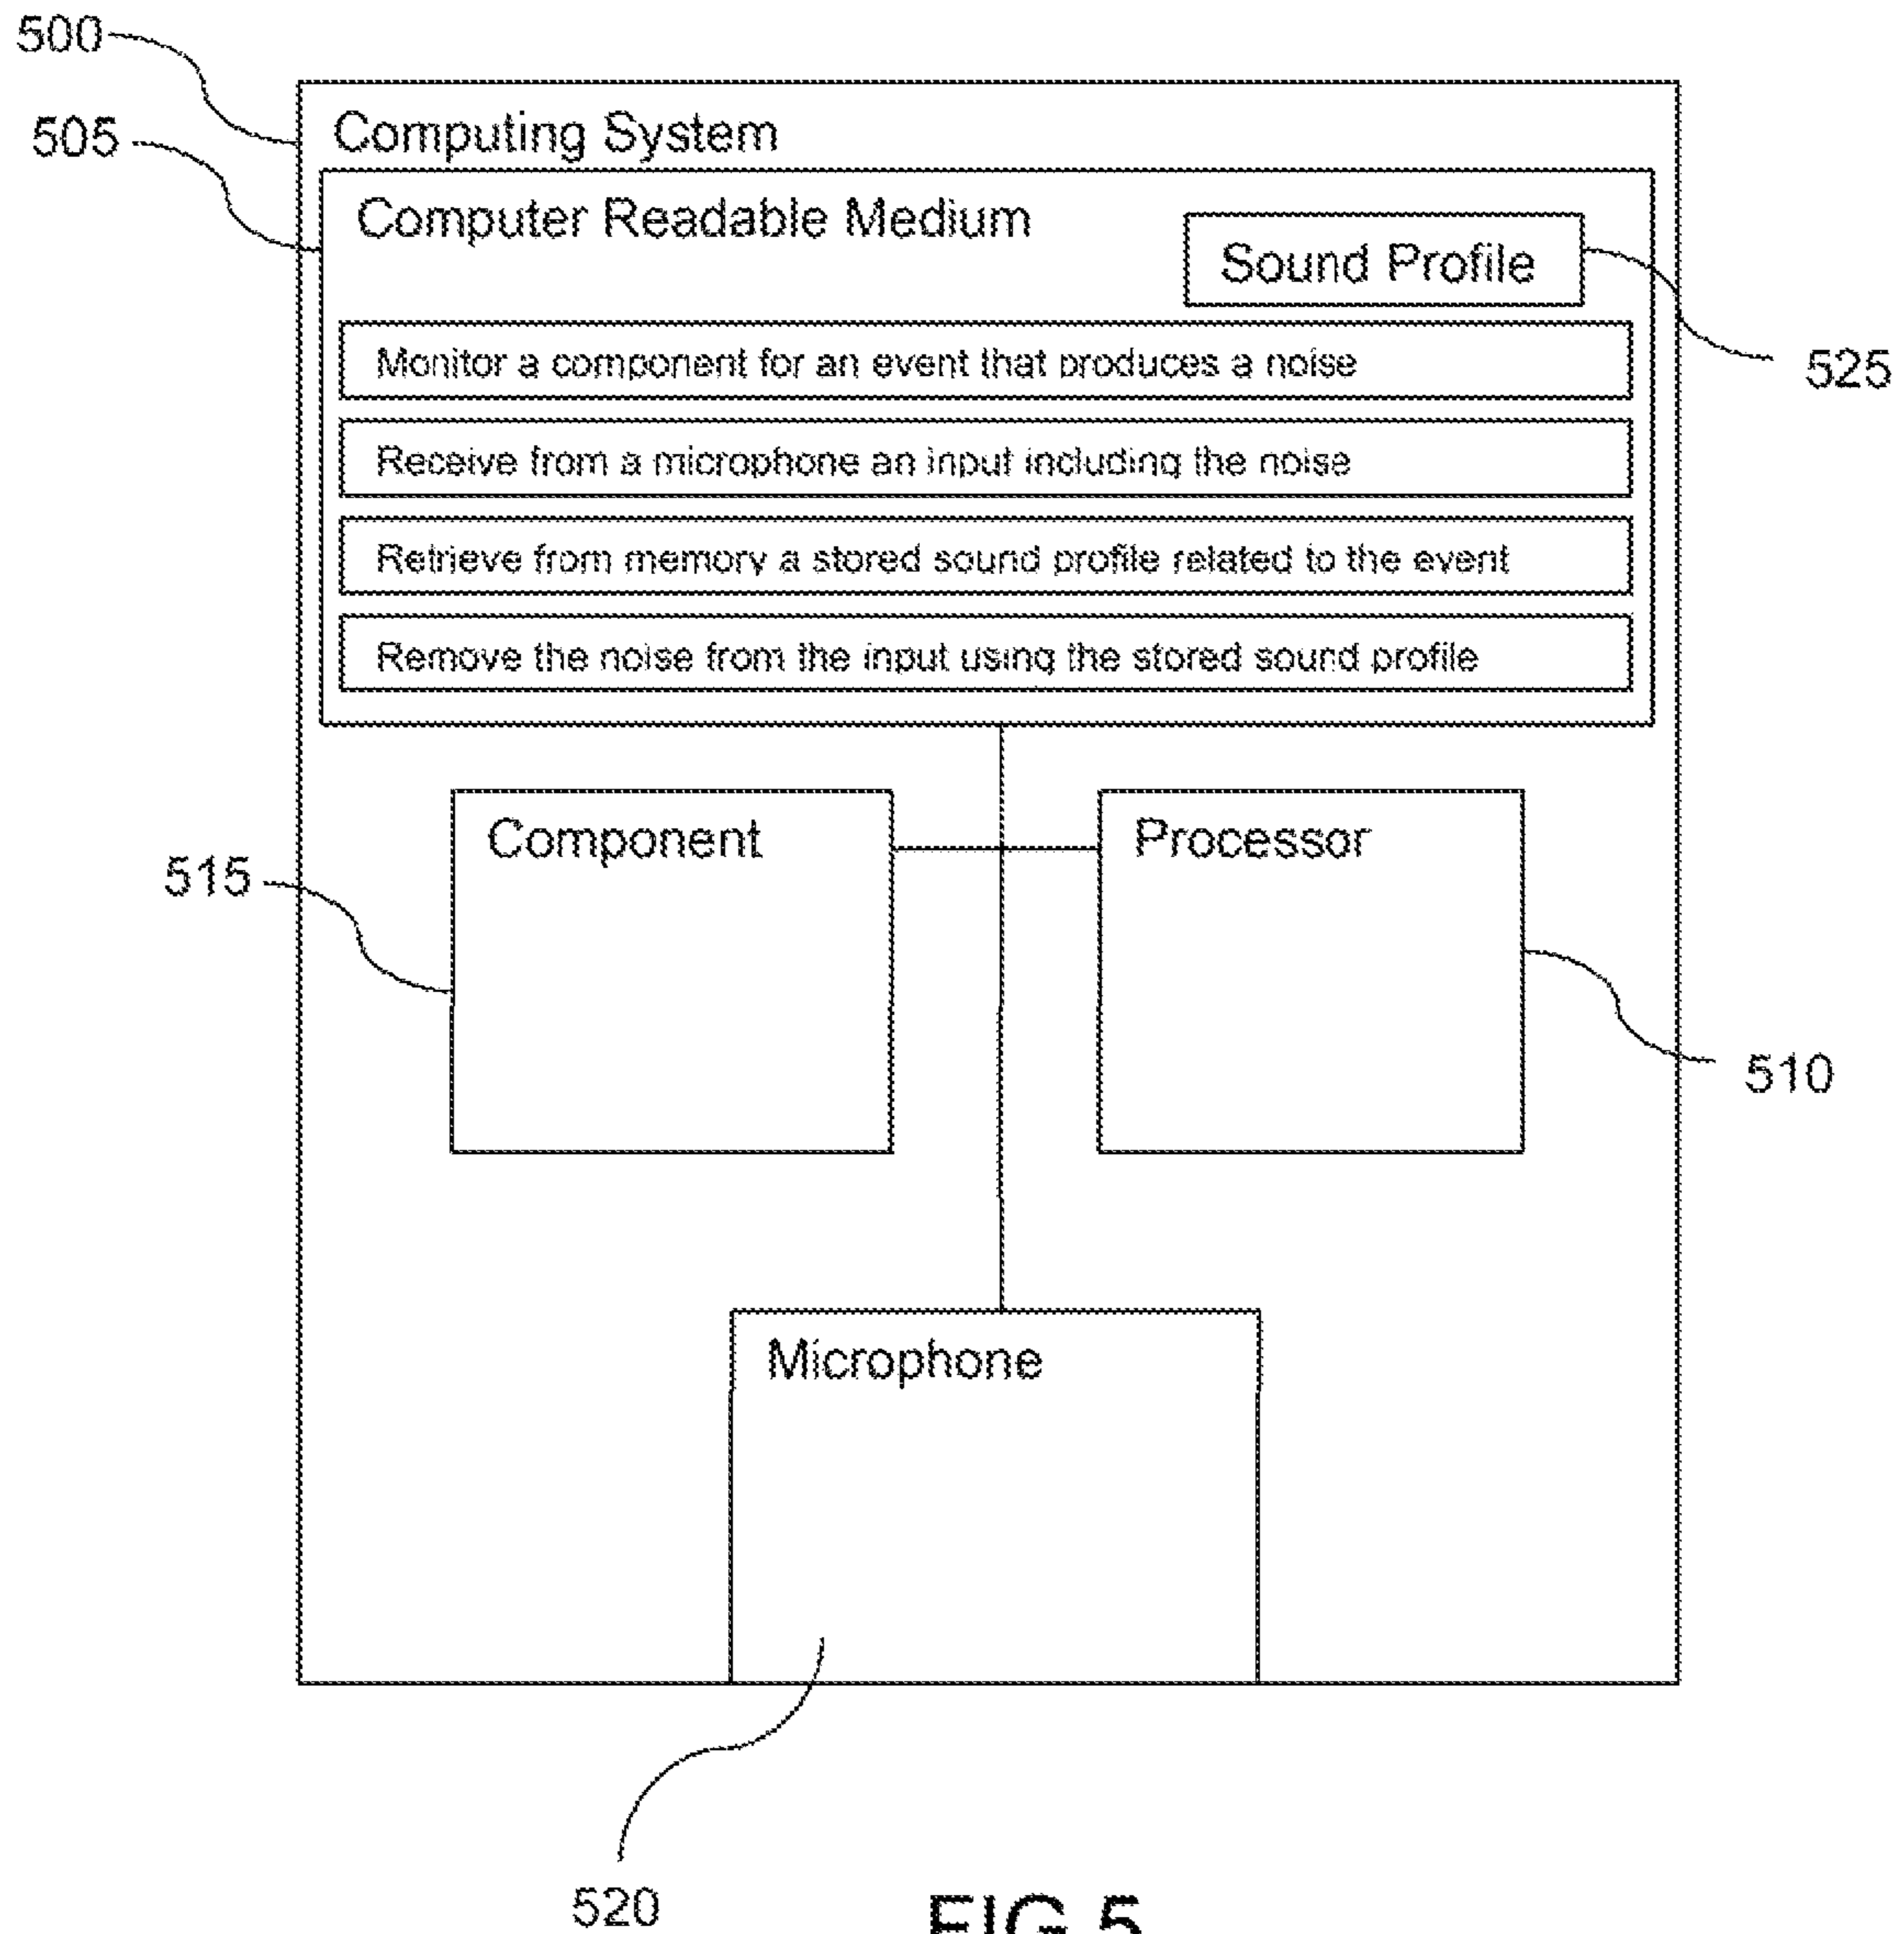 500
505
Computing System
Computer Readable Medium
Sound Profile
525
Monitor a component for an event that produces a noise
Receive from a microphone an input including the noise
Retrieve from memory a stored sound profile related to the event
Remove the noise from the input using the stored sound profile
Component
Processor
515
510
Microphone
520
FIG 5